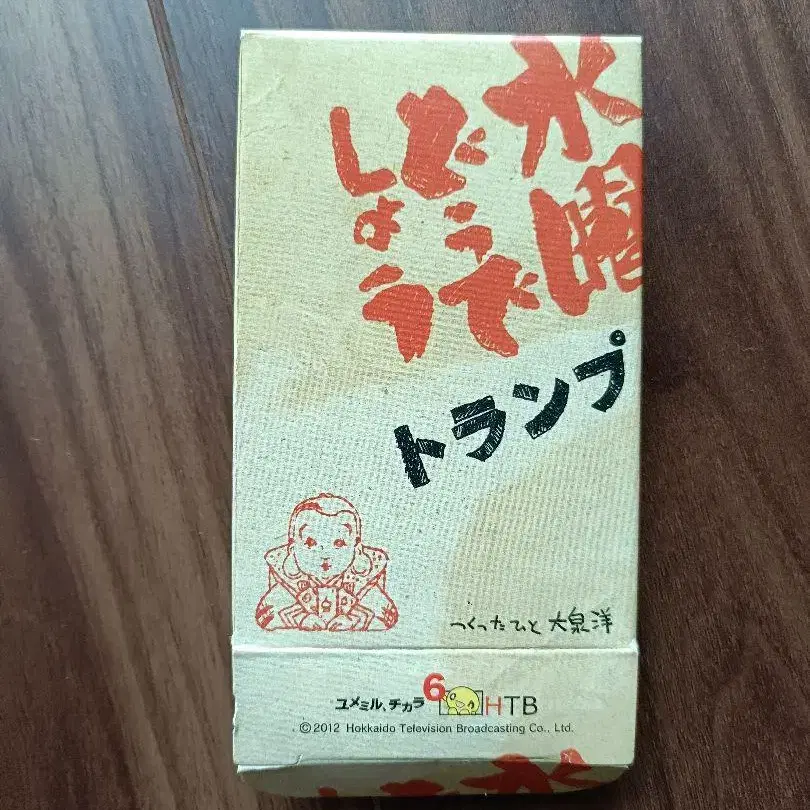 水曜
どうで
しょう
トランプ
つくったひと 大泉洋
ユメミル、チカラ 6 HTB
©2012 Hokkaido Television Broadcasting Co., Ltd.